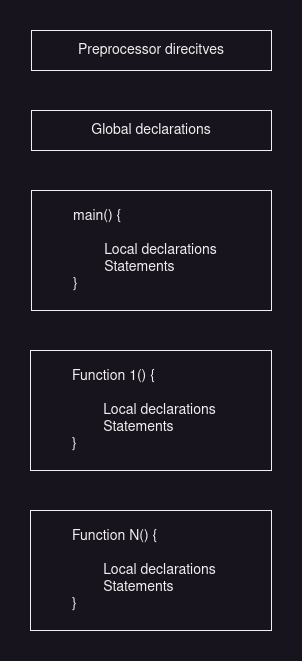 Preprocessor direcitves
Global declarations
main() {
Local declarations
Statements
}
Function 1() {
Local declarations
Statements
}
Function N() {
Local declarations
Statements
}